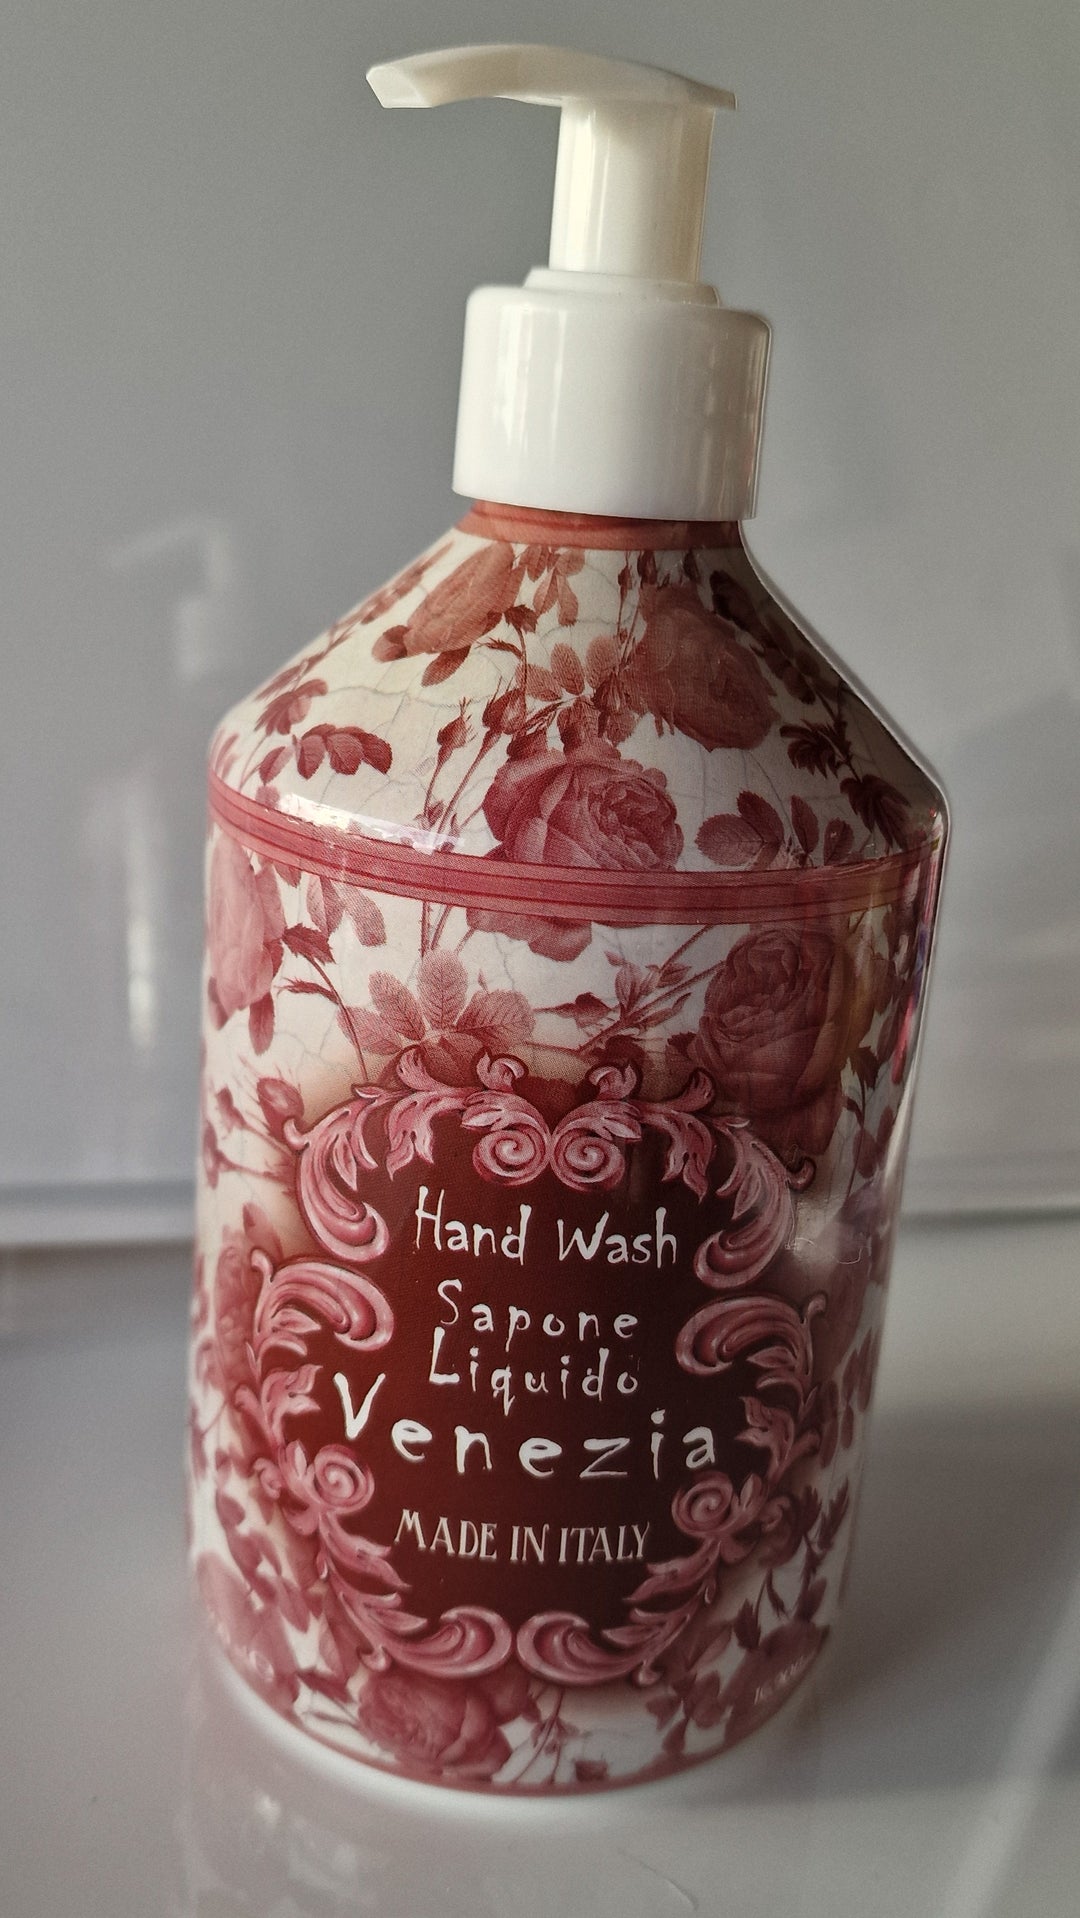 Hand Wash
Sapone
Liquido
Venezia
MADE IN ITALY